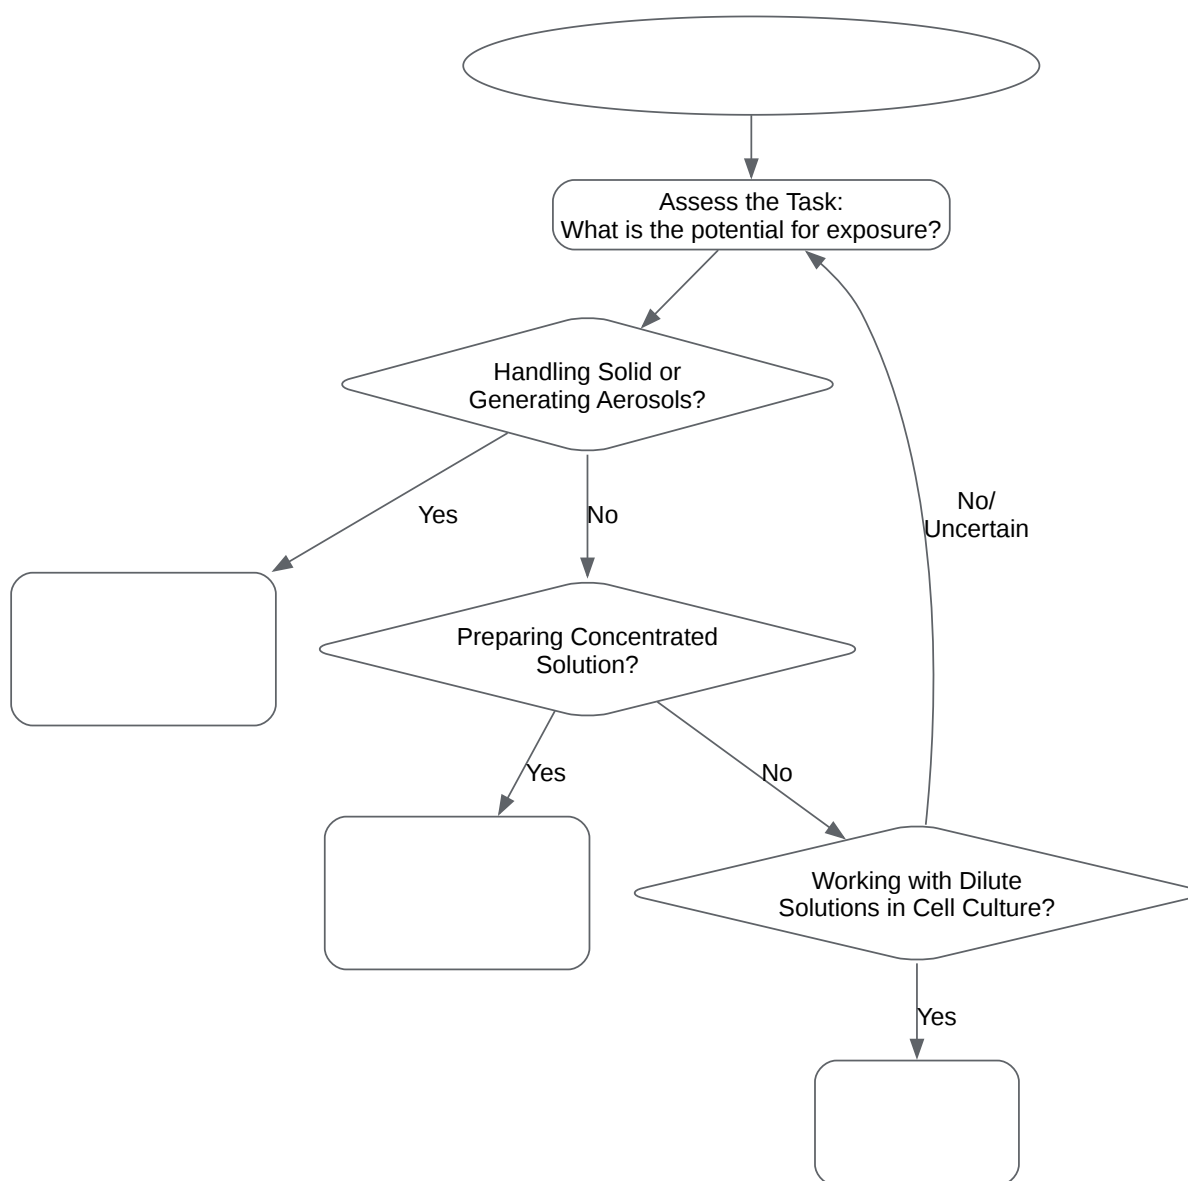 Assess the Task:
What is the potential for exposure?
Handling Solid or
Generating Aerosols?
Yes
No
No/
Uncertain
Preparing Concentrated
Solution?
Yes
No
Working with Dilute
Solutions in Cell Culture?
Yes